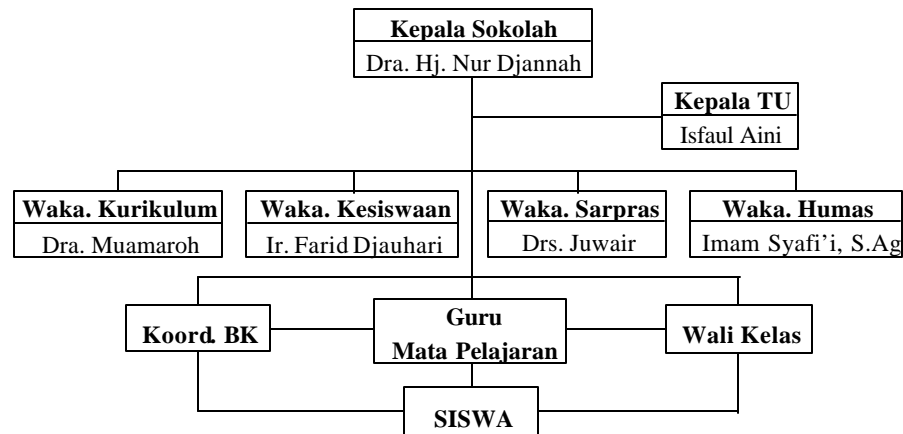 Kepala Sokolah
Dra. Hj. Nur Djannah
Kepala TU
Isfaul Aini
Waka. Kurikulum
Dra. Muamaroh
Waka. Kesiswaan
Ir. Farid Djauhari
Waka. Sarpras
Drs. Juwair
Waka. Humas
Imam Syafi’i, S.Ag
Koord. BK
Guru
Mata Pelajaran
Wali Kelas
SISWA